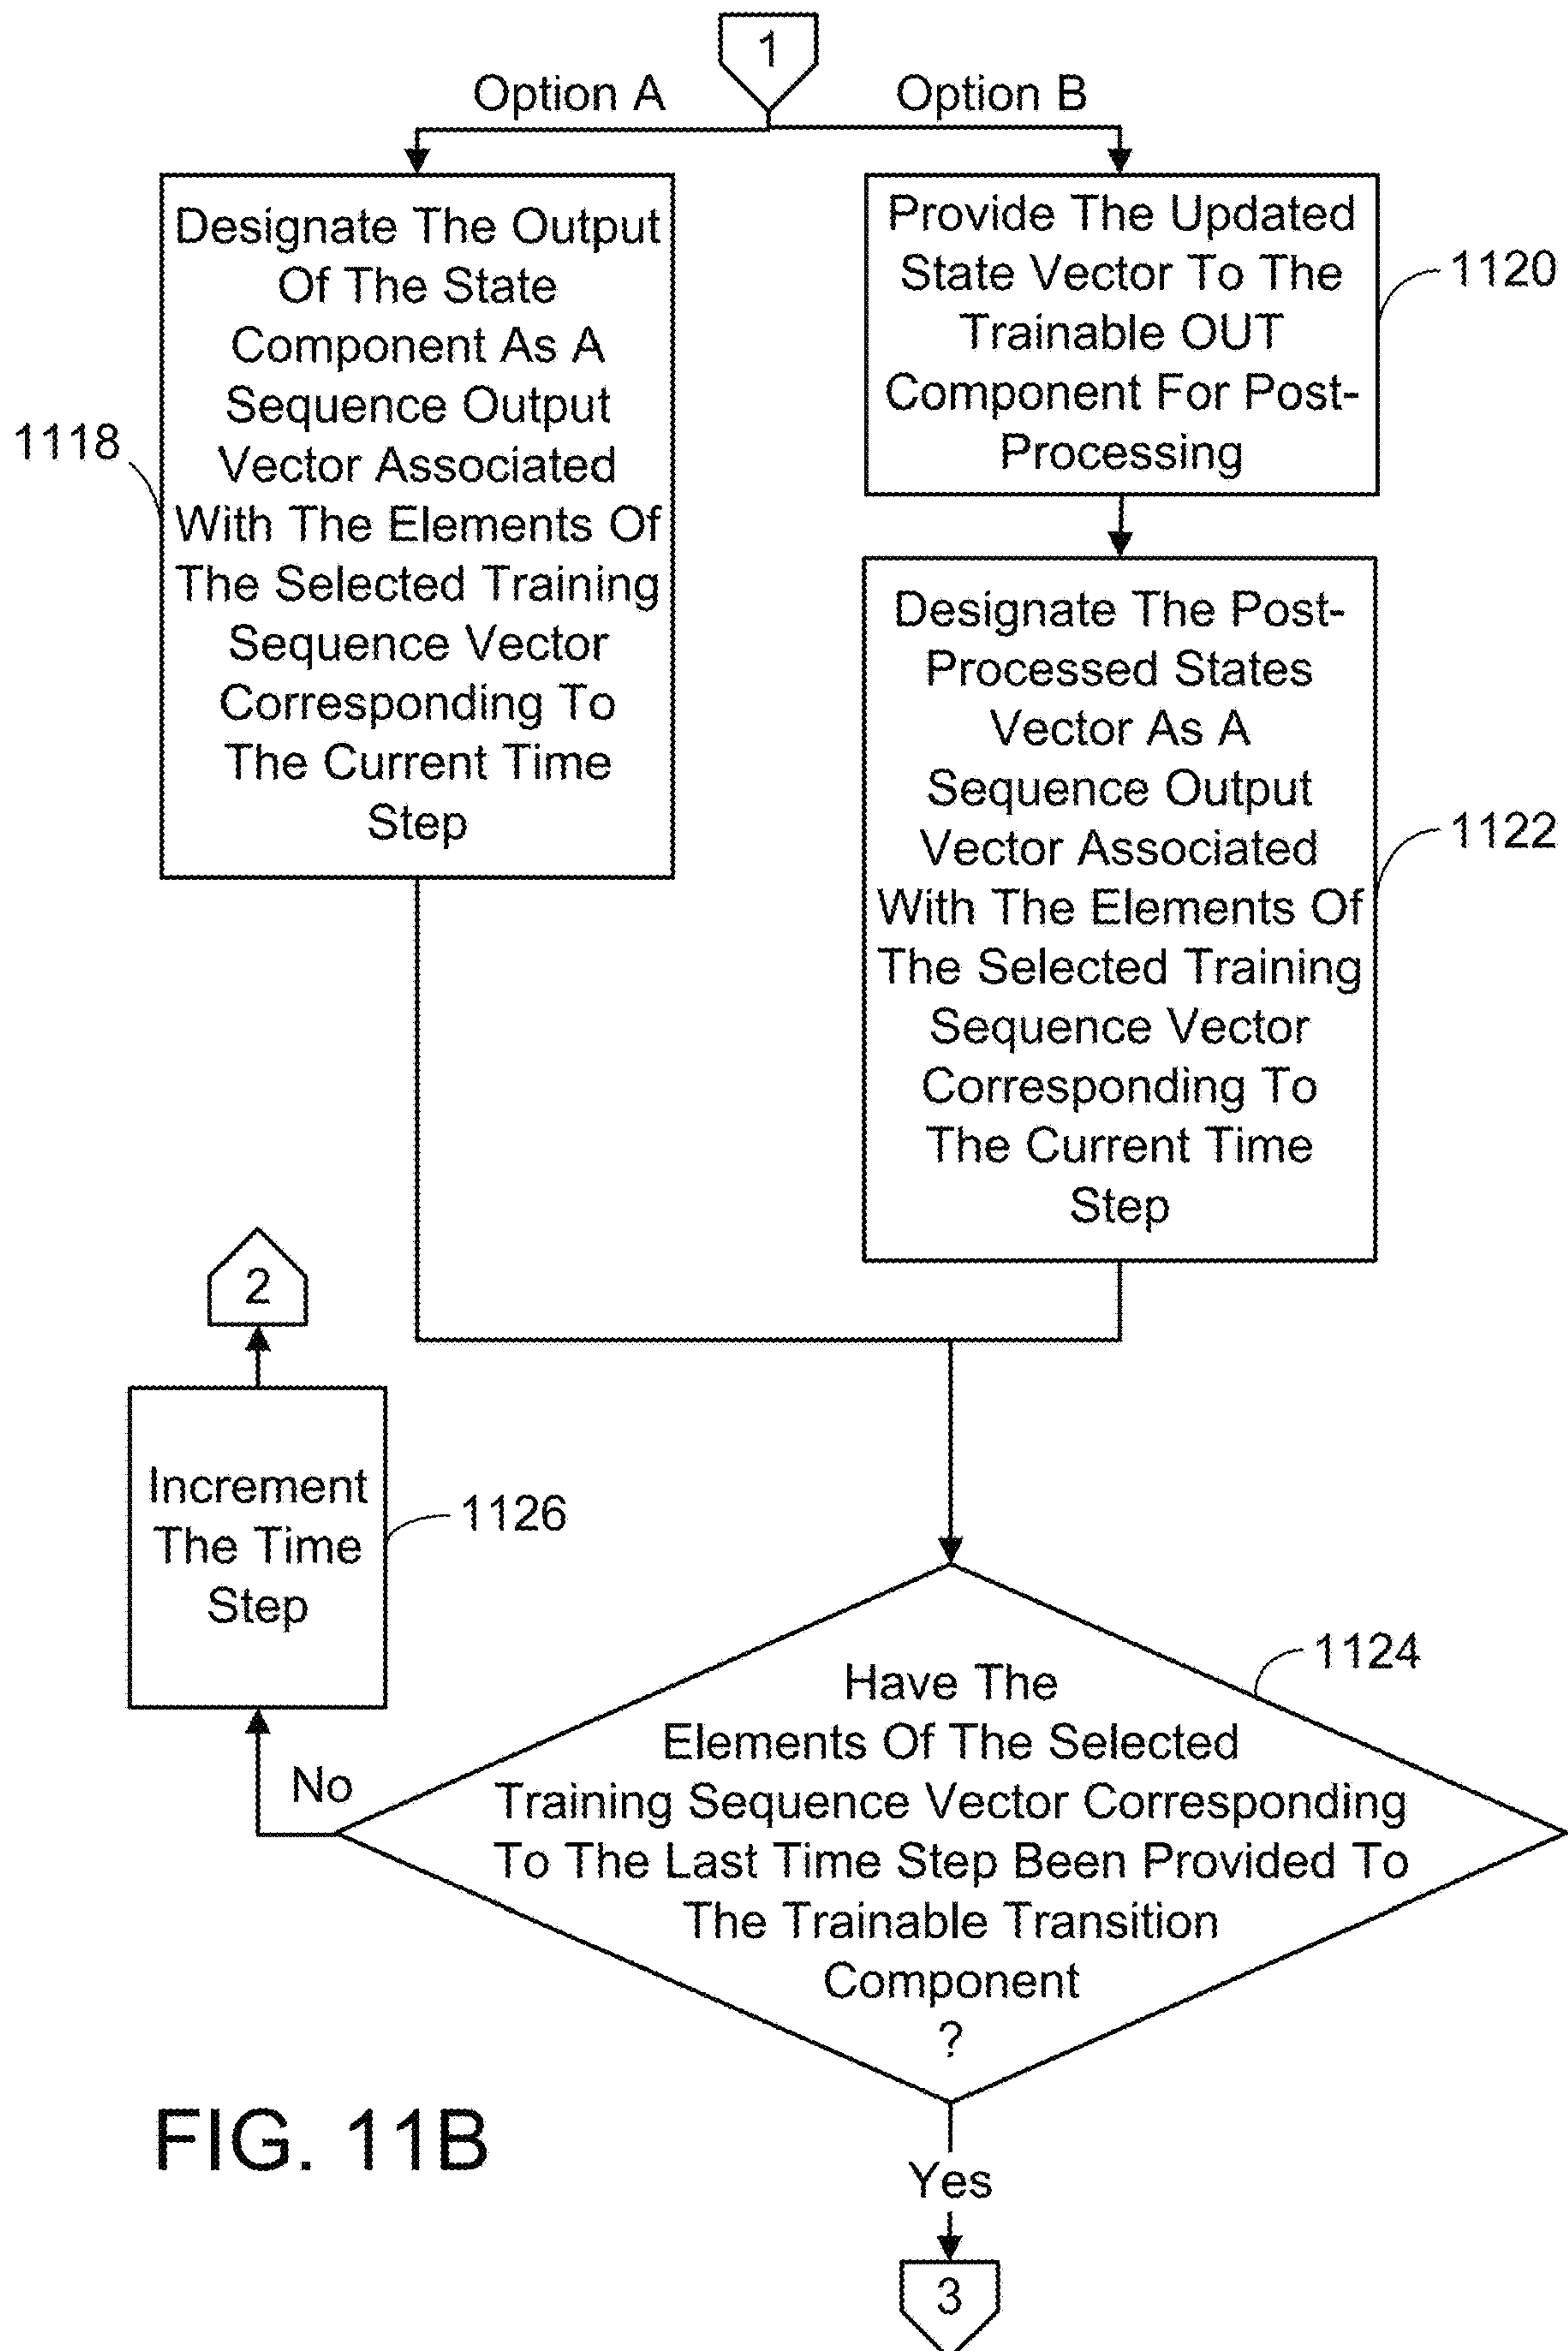 1
Option A
Option B
Designate The Output
Of The State
Component As A
Sequence Output
Vector Associated
With The Elements Of
The Selected Training
Sequence Vector
Corresponding To
The Current Time
Step
1118
Provide The Updated
State Vector To The
Trainable OUT
Component For Post-
Processing
1120
Designate The Post-
Processed States
Vector As A
Sequence Output
Vector Associated
With The Elements Of
The Selected Training
Sequence Vector
Corresponding To
The Current Time
Step
1122
2
Increment
The Time
Step
1126
Have The
Elements Of The Selected
Training Sequence Vector Corresponding
To The Last Time Step Been Provided To
The Trainable Transition
Component
?
1124
No
Yes
3
FIG. 11B